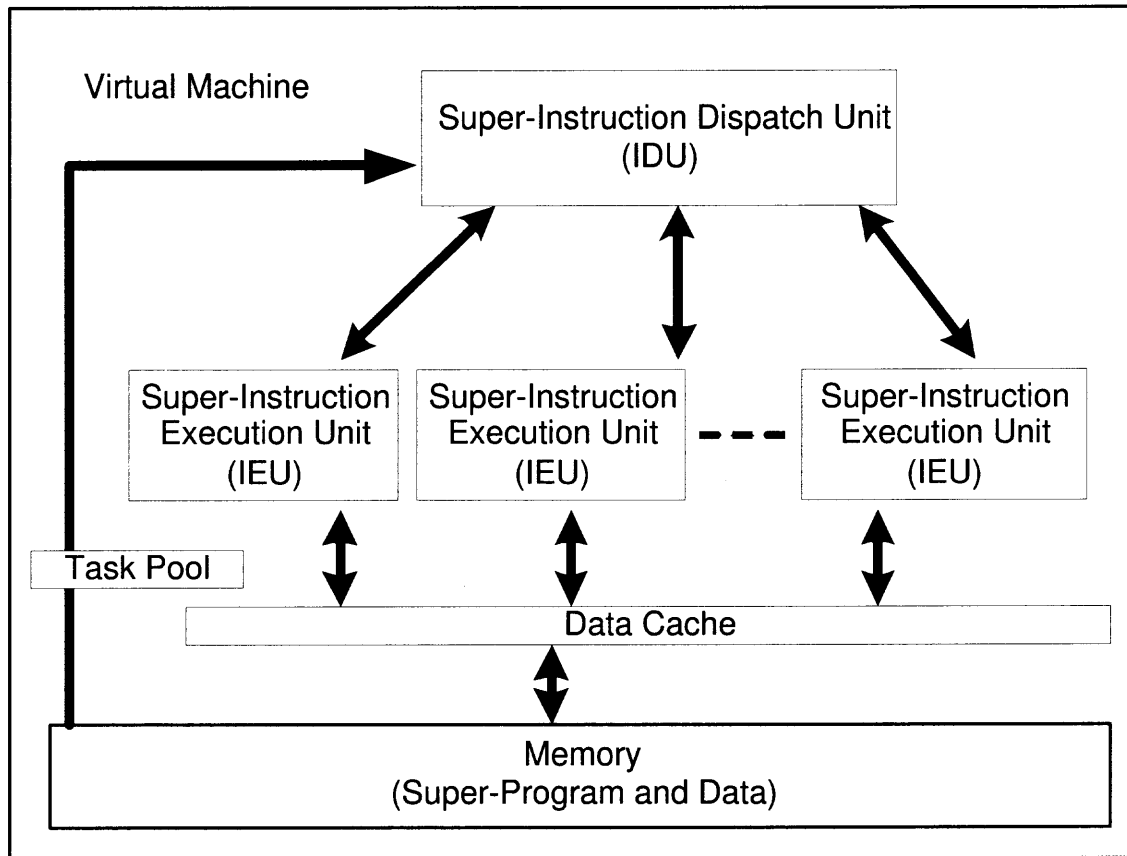 Virtual Machine
Super-Instruction Dispatch Unit
(IDU)
Super-Instruction
Execution Unit
(IEU)
Super-Instruction
Execution Unit
(IEU)
Super-Instruction
Execution Unit
(IEU)
Task Pool
Data Cache
Memory
(Super-Program and Data)